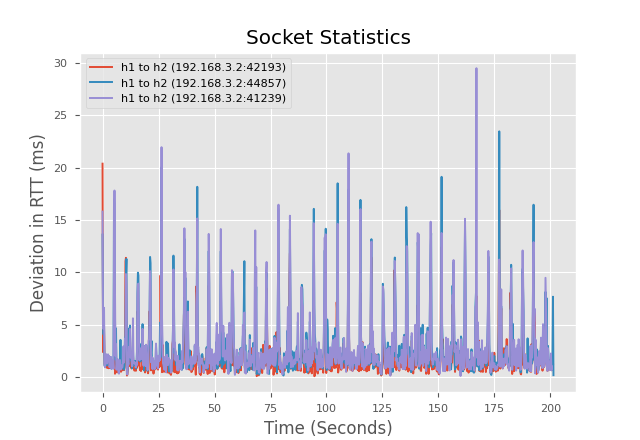 Socket Statistics
h1 to h2 (192.168.3.2:42193)
h1 to h2 (192.168.3.2:44857)
h1 to h2 (192.168.3.2:41239)
Deviation in RTT (ms)
30
25
20
15
10
5
0
0 25 50 75 100 125 150 175 200
Time (Seconds)